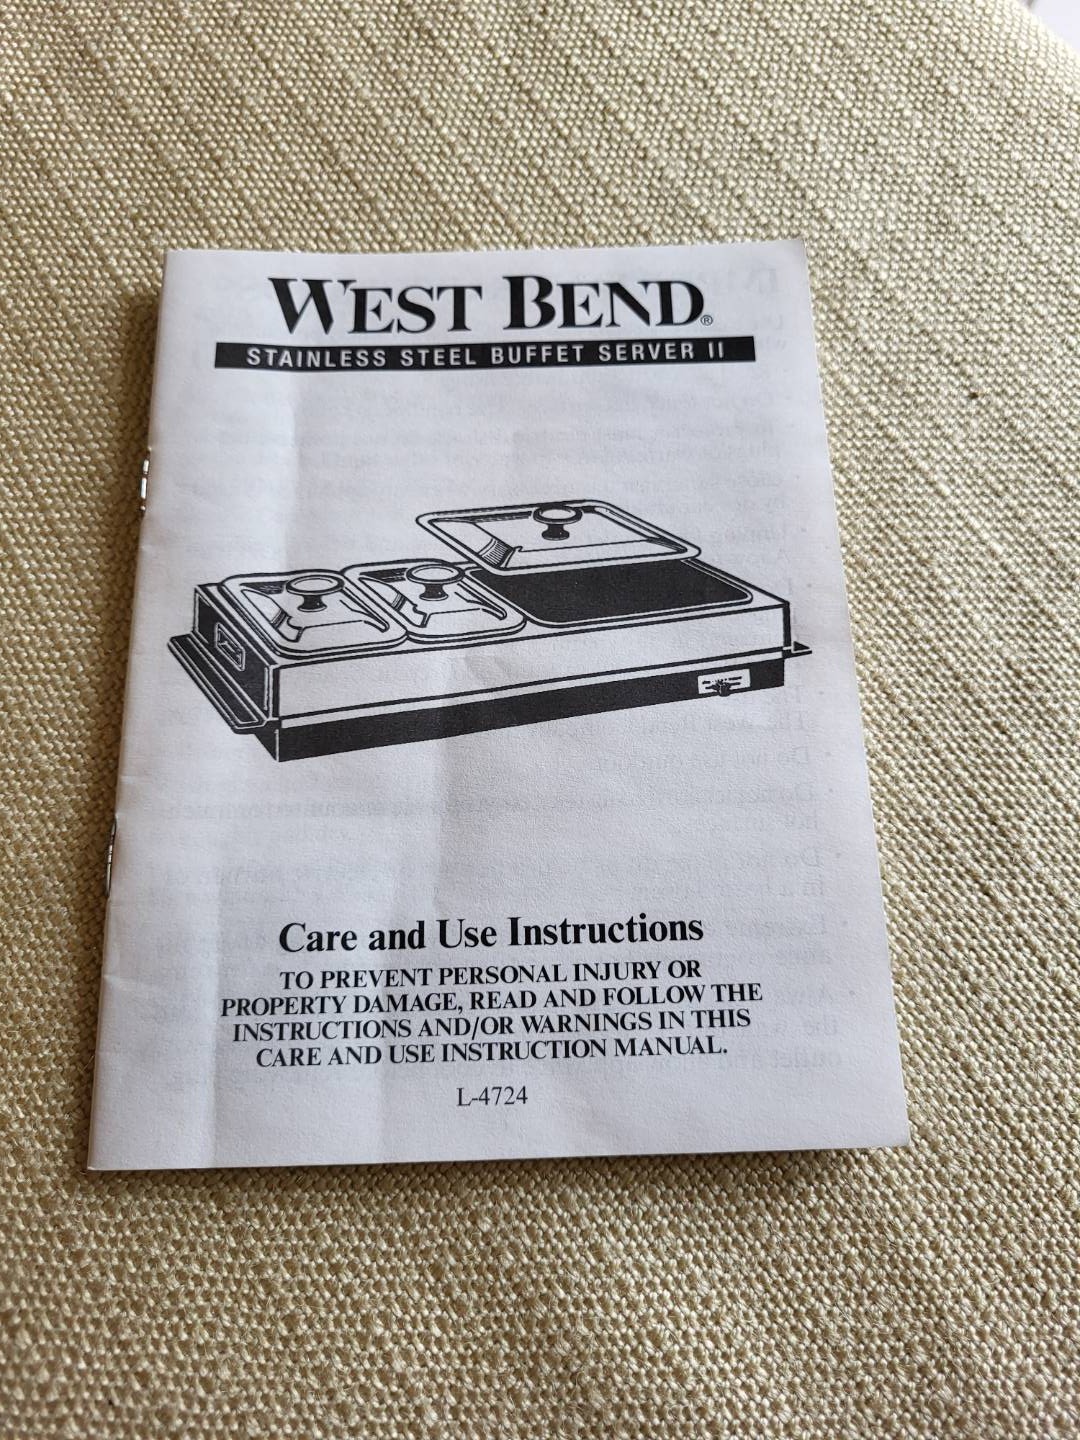 WEST BEND®
STAINLESS STEEL BUFFET SERVER II
Care and Use Instructions
TO PREVENT PERSONAL INJURY OR
PROPERTY DAMAGE, READ AND FOLLOW THE
INSTRUCTIONS AND/OR WARNINGS IN THIS
CARE AND USE INSTRUCTION MANUAL.
L-4724